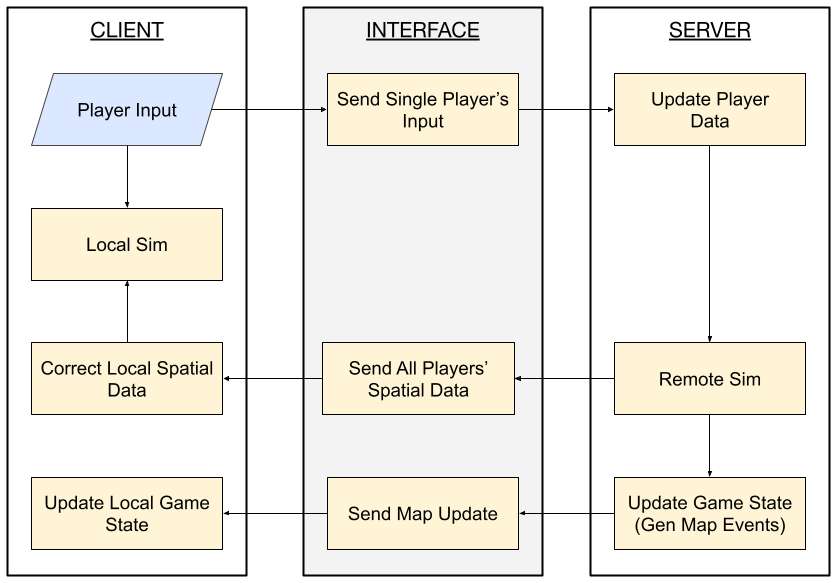 CLIENT
INTERFACE
SERVER
Player Input
Send Single Player's
Input
Update Player
Data
Local Sim
Correct Local Spatial
Data
Send All Players'
Spatial Data
Remote Sim
Update Local Game
State
Send Map Update
Update Game State
(Gen Map Events)